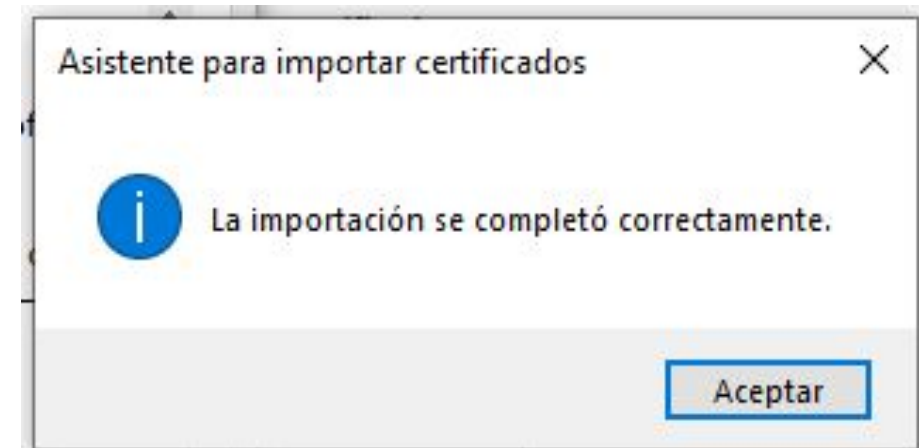 Asistente para importar certificados
La importación se completó correctamente.
Aceptar